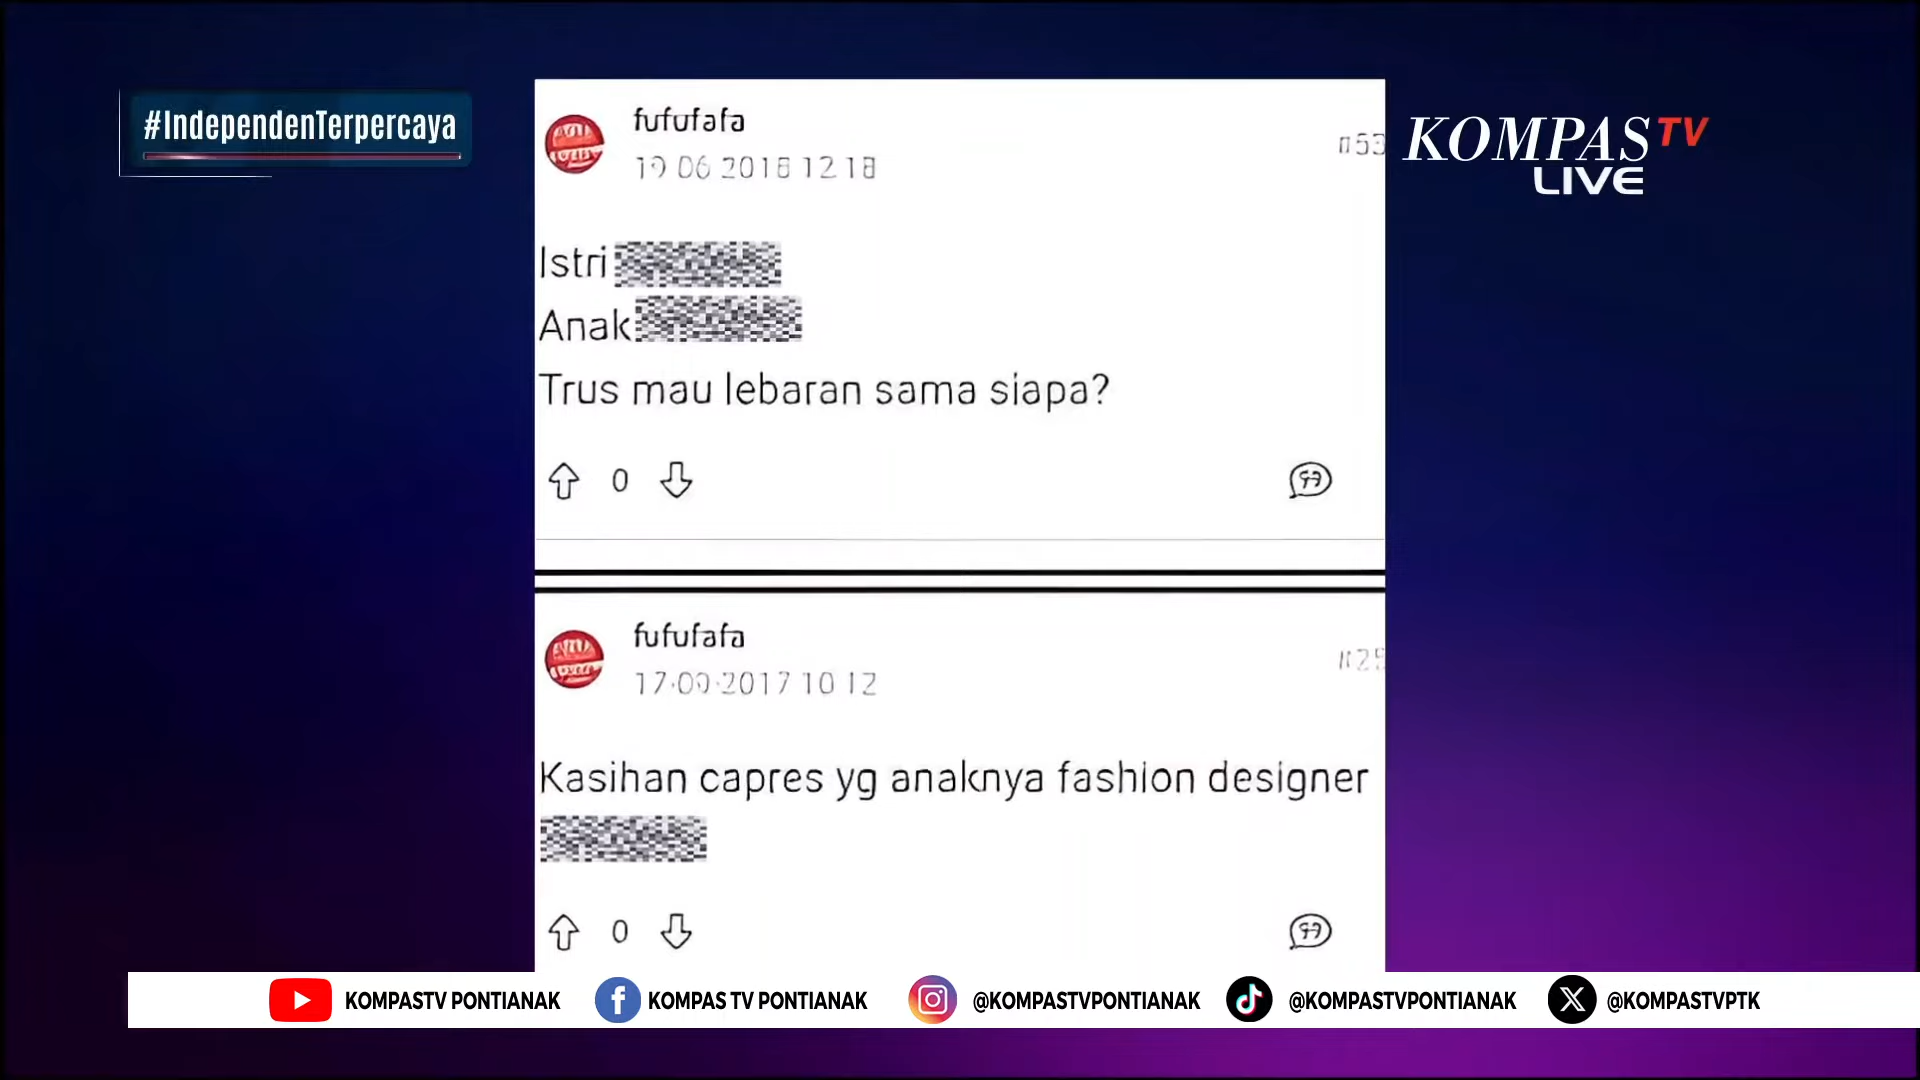 #IndependenTerpercaya
KOMPAS TV
LIVE
fufufafa
19 06 2018 12 18
#53
Istri
Anak
Trus mau lebaran sama siapa?
0
fufufafa
17-09-2017 10 12
#25
Kasihan capres yg anaknya fashion designer
0
KOMPASTV PONTIANAK
KOMPAS TV PONTIANAK
@KOMPASTVPONTIANAK
@KOMPASTVPONTIANAK
@KOMPASTVPTK